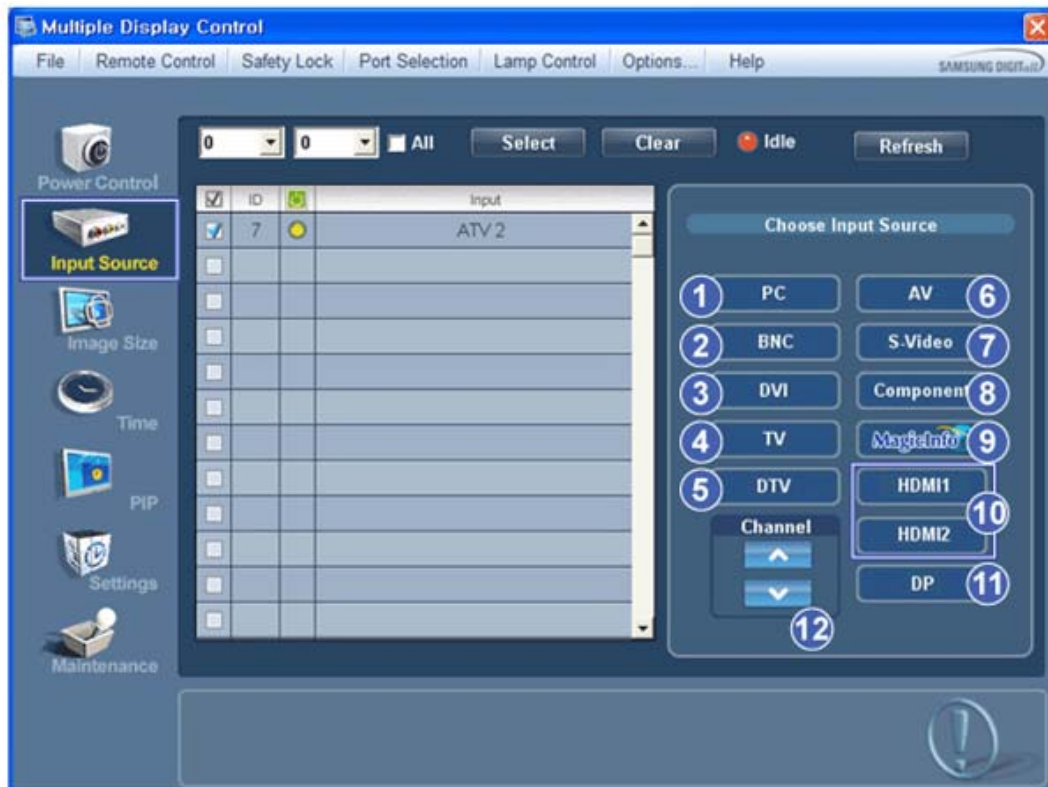 Multiple Display Control
File Remote Control Safety Lock Port Selection Lamp Control Options... Help SAMSUNG DIGITall
0 0 All Select Clear Idle Refresh
Power Control
Input Source
Image Size
Time
PIP
Settings
Maintenance
ID Input
7 ATV 2
Choose Input Source
1 PC AV 6
2 BNC S-Video 7
3 DVI Component 8
4 TV MagicInfo 9
5 DTV HDMI1
10
Channel HDMI2
DP 11
12